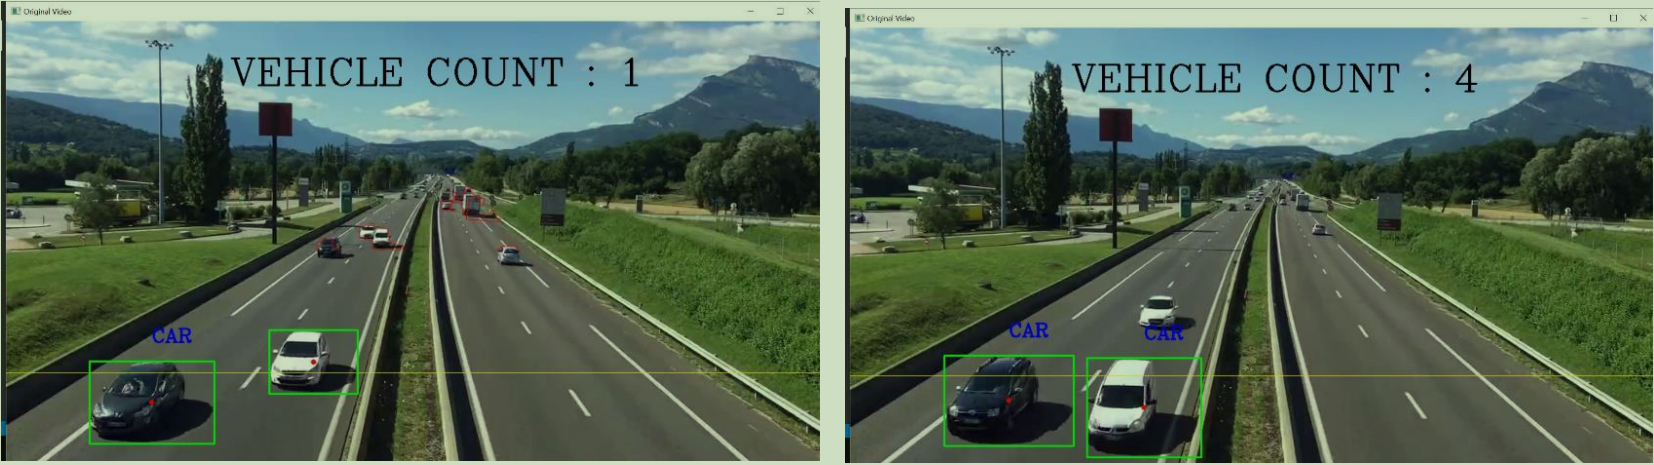 Original Video
VEHICLE COUNT : 1
CAR
Original Video
VEHICLE COUNT : 4
CAR
CAR